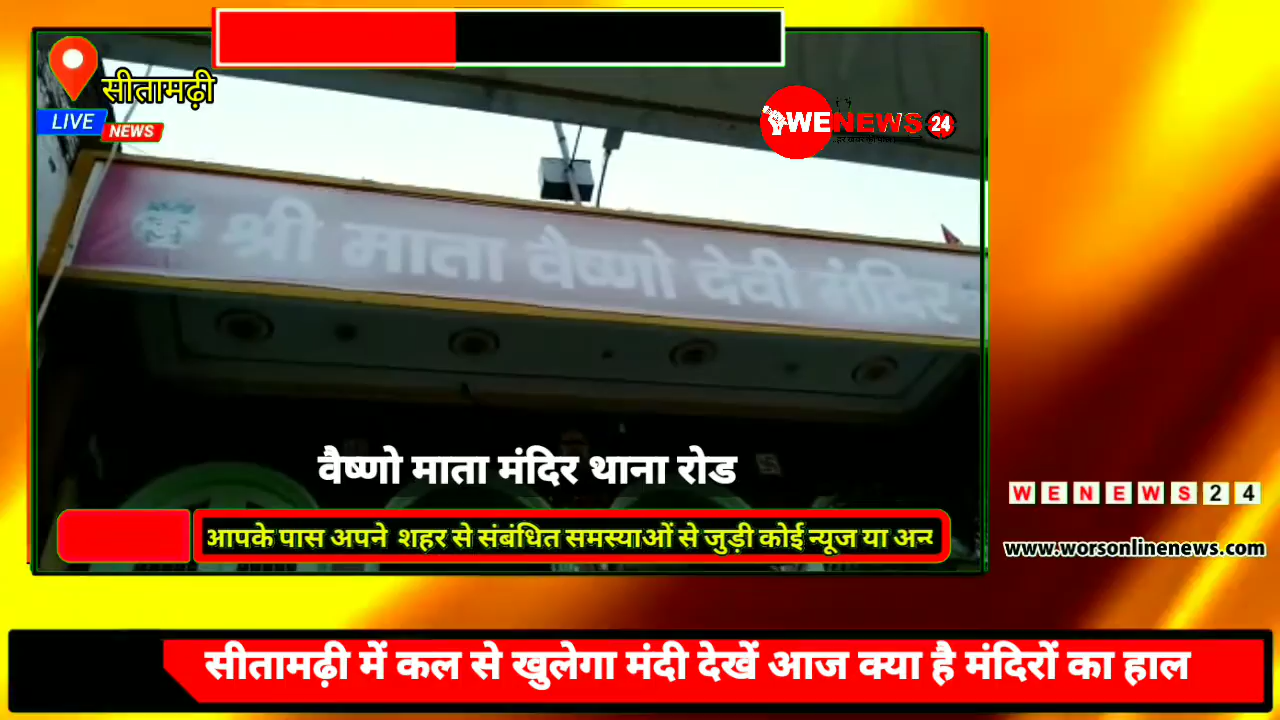 सीतामढ़ी
LIVE
NEWS
WENEWS 24
श्री माता वैष्णो देवी मंदिर
वैष्णो माता मंदिर थाना रोड
आपके पास अपने शहर से संबंधित समस्याओं से जुड़ी कोई न्यूज या अन्
WENEWS24
www.worsonlinenews.com
सीतामढ़ी में कल से खुलेगा मंदी देखें आज क्या है मंदिरों का हाल